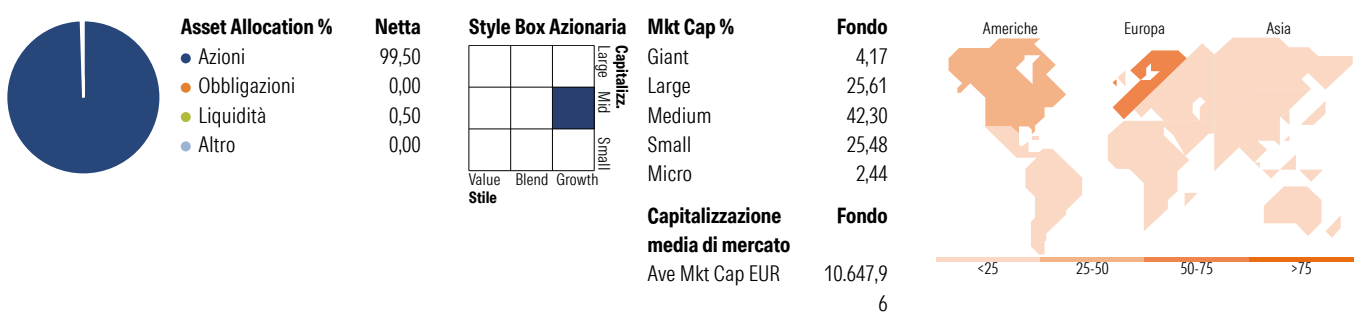 Asset Allocation % Netta
Azioni 99,50
Obbligazioni 0,00
Liquidità 0,50
Altro 0,00
Style Box Azionaria
Capitalizz.
Large Mid Small
Value Blend Growth
Stile
Mkt Cap % Fondo
Giant 4,17
Large 25,61
Medium 42,30
Small 25,48
Micro 2,44
Capitalizzazione Fondo
media di mercato
Ave Mkt Cap EUR 10.647,9
6
Americhe Europa Asia
<25 25-50 50-75 >75